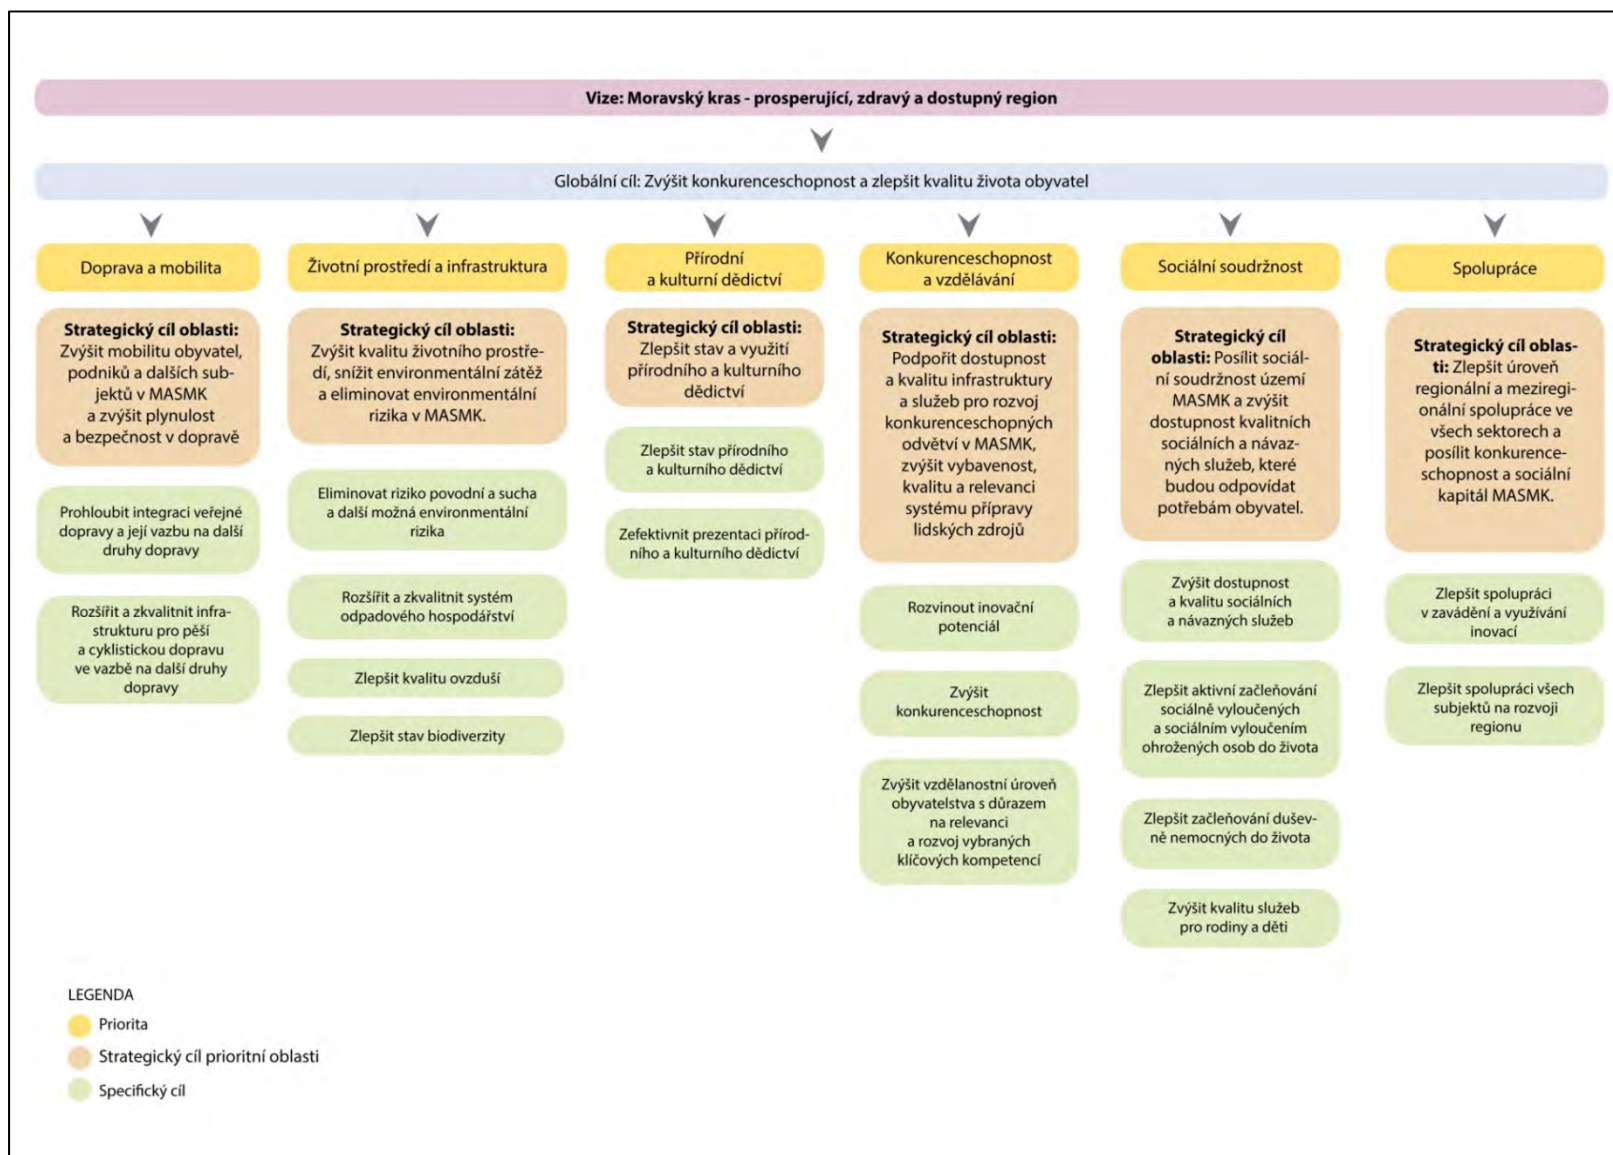 Vize: Moravský kras - prosperující, zdravý a dostupný region
Globální cíl: Zvýšit konkurenceschopnost a zlepšit kvalitu života obyvatel
Doprava a mobilita
Strategický cíl oblasti:
Zvýšit mobilitu obyvatel,
podniků a dalších sub-
jektů v MASMK
a zvýšit plynulost
a bezpečnost v dopravě
Prohloubit integraci veřejné
dopravy a její vazbu na další
druhy dopravy
Rozšířit a zkvalitnit infra-
strukturu pro pěší
a cyklistickou dopravu
ve vazbě na další druhy
dopravy
Životní prostředí a infrastruktura
Strategický cíl oblasti:
Zvýšit kvalitu životního prostře-
dí, snížit environmentální zátěž
a eliminovat environmentální
rizika v MASMK.
Eliminovat riziko povodní a sucha
a další možná environmentální
rizika
Rozšířit a zkvalitnit systém
odpadového hospodářství
Zlepšit kvalitu ovzduší
Zlepšit stav biodiverzity
Přírodní
a kulturní dědictví
Strategický cíl oblasti:
Zlepšit stav a využití
přírodního a kulturního
dědictví
Zlepšit stav přírodního
a kulturního dědictví
Zefektivnit prezentaci přírod-
ního a kulturního dědictví
Konkurenceschopnost
a vzdělávání
Strategický cíl oblasti:
Podpořit dostupnost
a kvalitu infrastruktury
a služeb pro rozvoj
konkurenceschopných
odvětví v MASMK,
zvýšit vybavenost,
kvalitu a relevanci
systému přípravy
lidských zdrojů
Rozvinout inovační
potenciál
Zvýšit
konkurenceschopnost
Zvýšit vzdělanostní úroveň
obyvatelstva s důrazem
na relevanci
a rozvoj vybraných
klíčových kompetencí
Sociální soudržnost
Strategický cíl
oblasti: Posílit sociál-
ní soudržnost území
MASMK a zvýšit
dostupnost kvalitních
sociálních a návaz-
ných služeb, které
budou odpovídat
potřebám obyvatel.
Zvýšit dostupnost
a kvalitu sociálních
a návazných služeb
Zlepšit aktivní začleňování
sociálně vyloučených
a sociálním vyloučením
ohrožených osob do života
Zlepšit začleňování dušev-
ně nemocných do života
Zvýšit kvalitu služeb
pro rodiny a děti
Spolupráce
Strategický cíl oblas-
ti: Zlepšit úroveň
regionální a meziregi-
onální spolupráce ve
všech sektorech a
posílit konkurence-
schopnost a sociální
kapitál MASMK.
Zlepšit spolupráci
v zavádění a využívání
inovací
Zlepšit spolupráci všech
subjektů na rozvoji
regionu
LEGENDA
Priorita
Strategický cíl prioritní oblasti
Specifický cíl